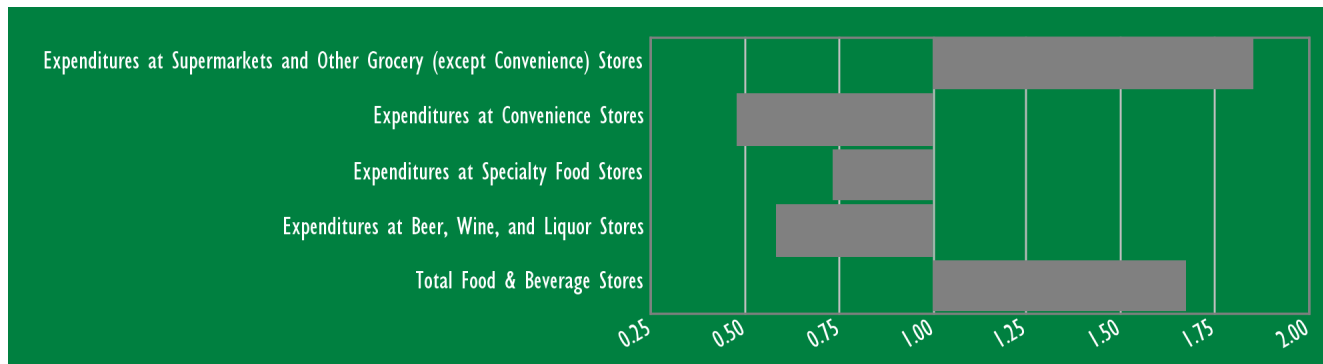 Expenditures at Supermarkets and Other Grocery (except Convenience) Stores
Expenditures at Convenience Stores
Expenditures at Specialty Food Stores
Expenditures at Beer, Wine, and Liquor Stores
Total Food & Beverage Stores
0.25 0.50 0.75 1.00 1.25 1.50 1.75 2.00